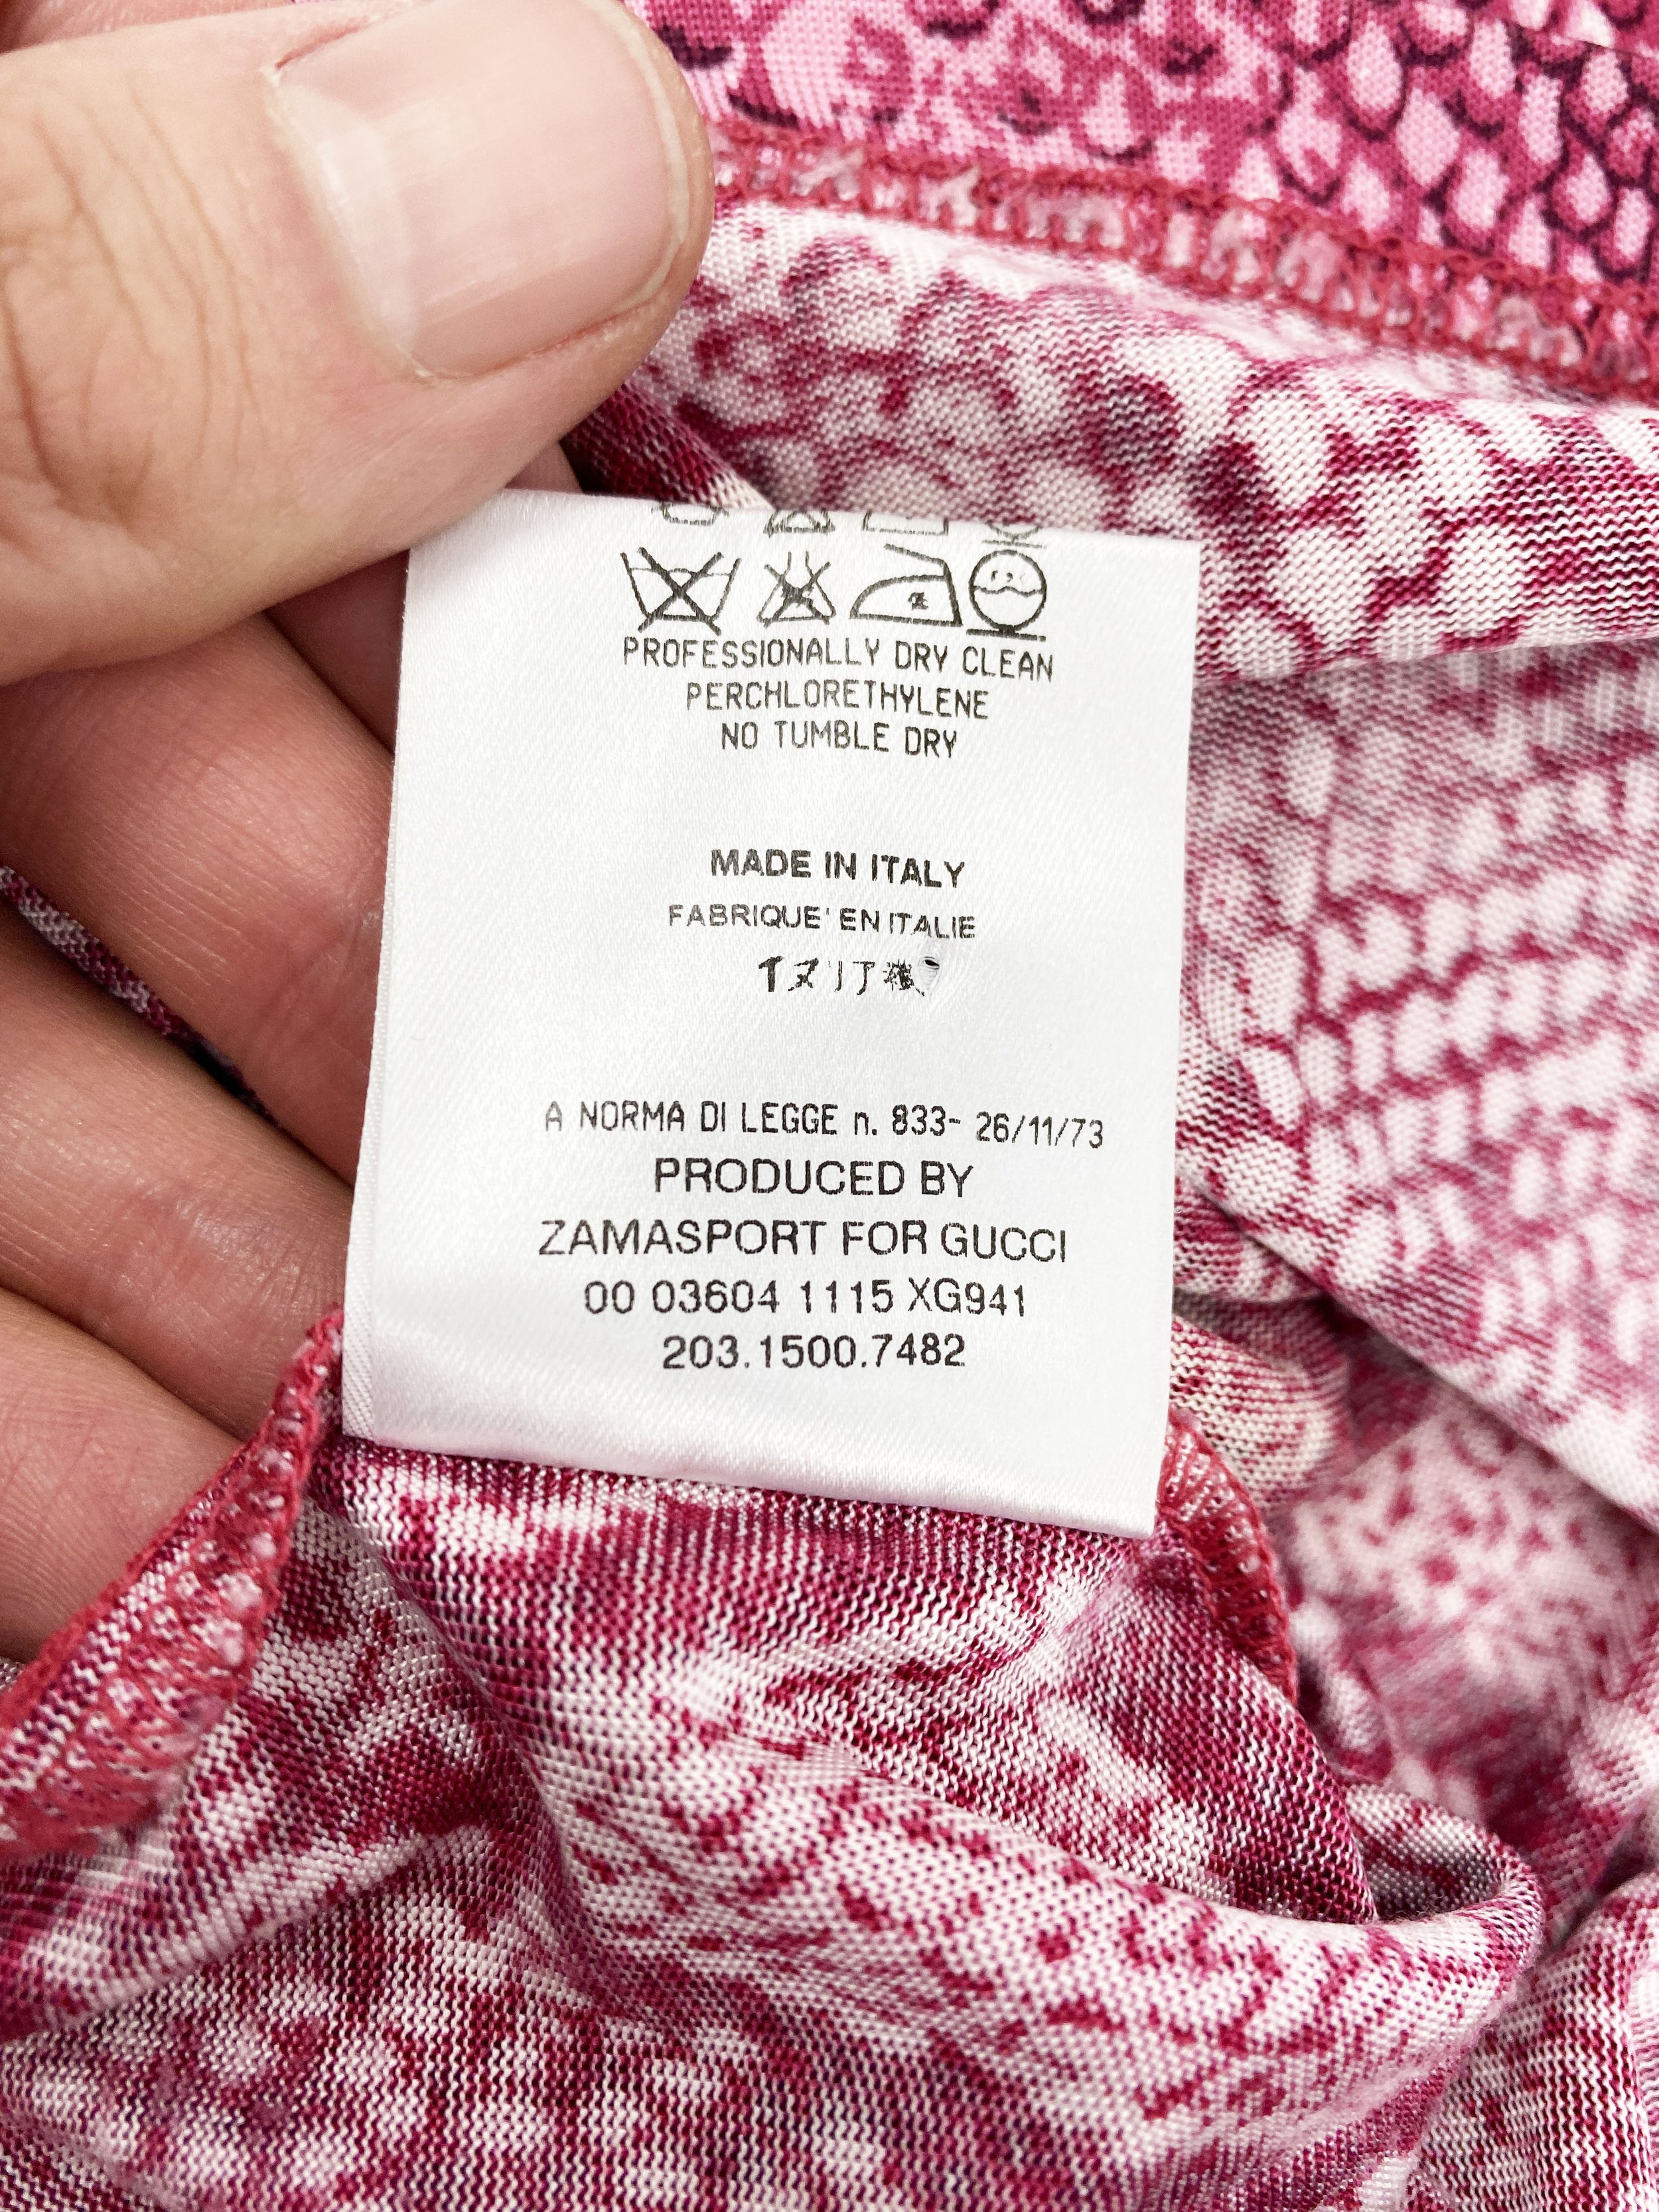 PROFESSIONALLY DRY CLEAN
PERCHLORETHYLENE
NO TUMBLE DRY
MADE IN ITALY
FABRIQUE' EN ITALIE
A NORMA DI LEGGE n. 833- 26/11/73
PRODUCED BY
ZAMASPORT FOR GUCCI
00 03604 1115 XG941
203.1500.7482